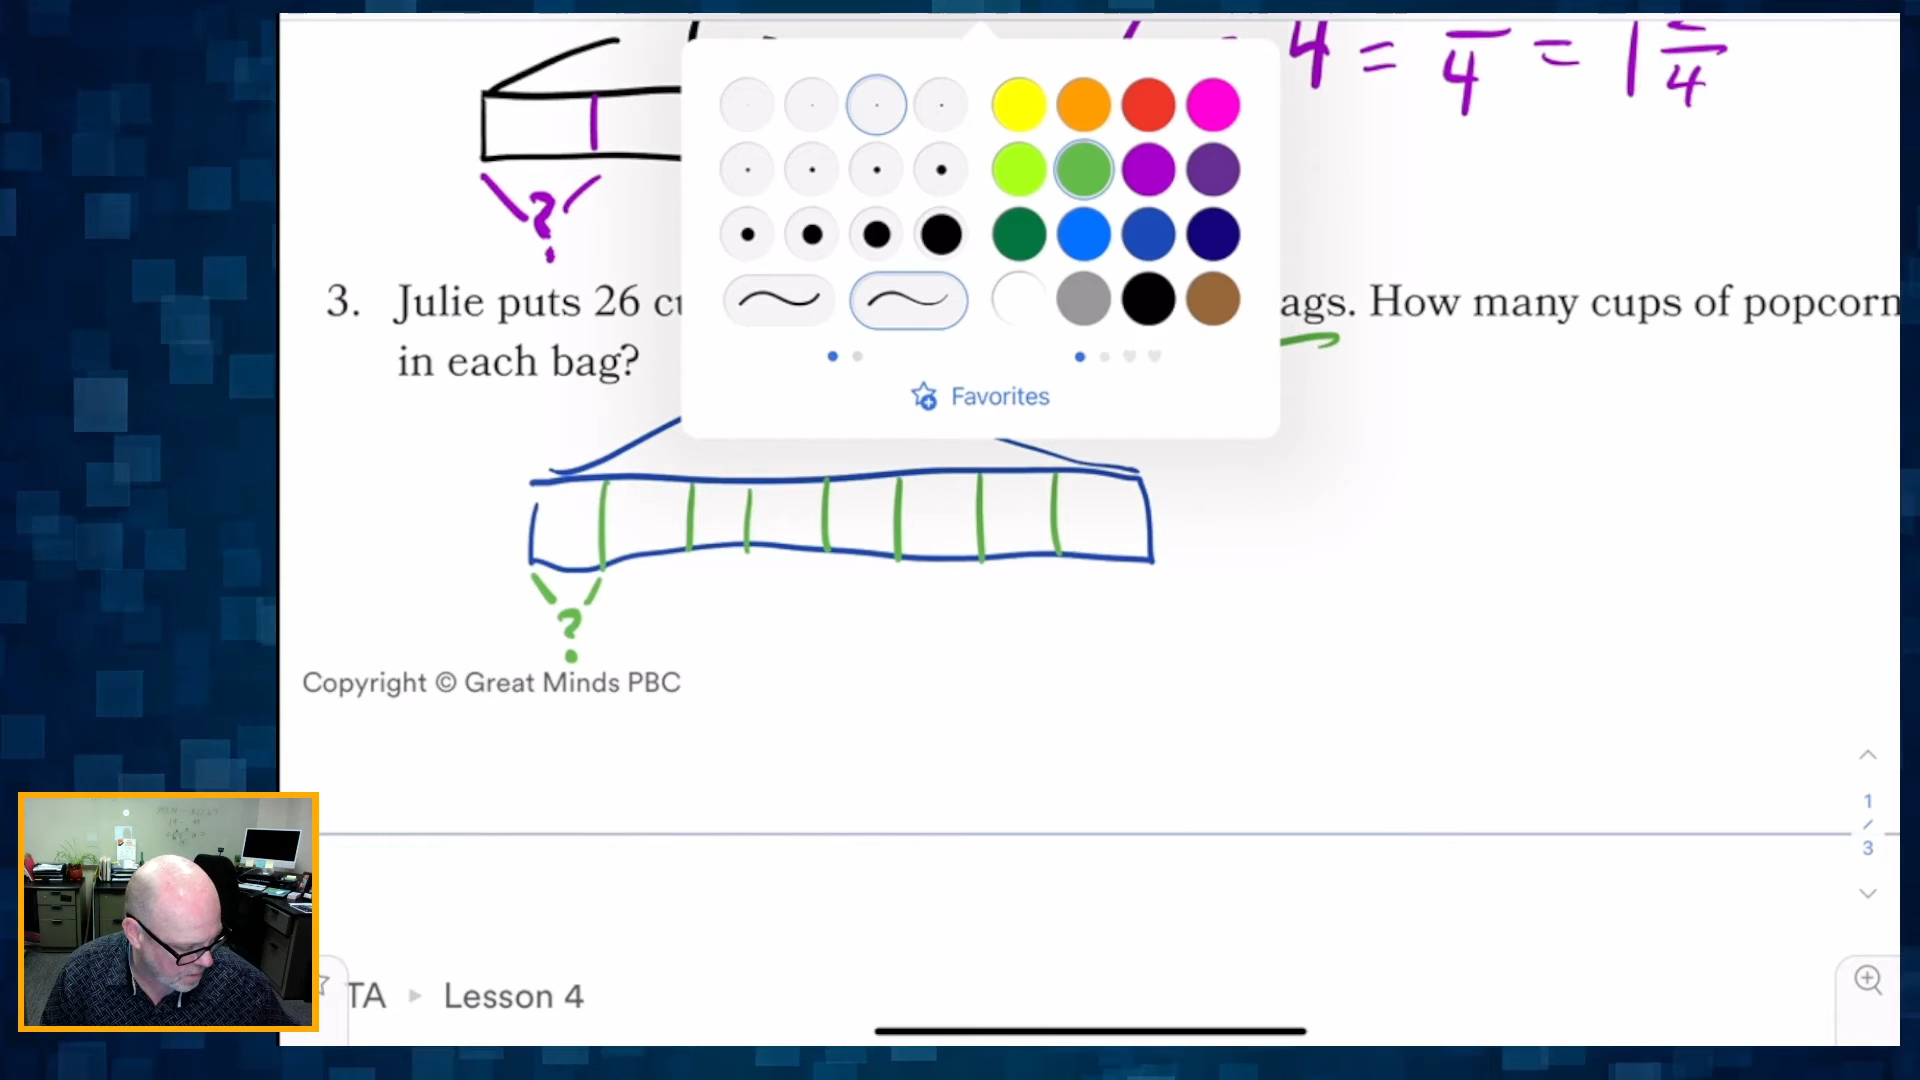 4 = /4 = 1 /4
?
3. Julie puts 26 cu
ags. How many cups of popcorn
in each bag?
Favorites
?
Copyright © Great Minds PBC
1
/
3
TA ▸ Lesson 4